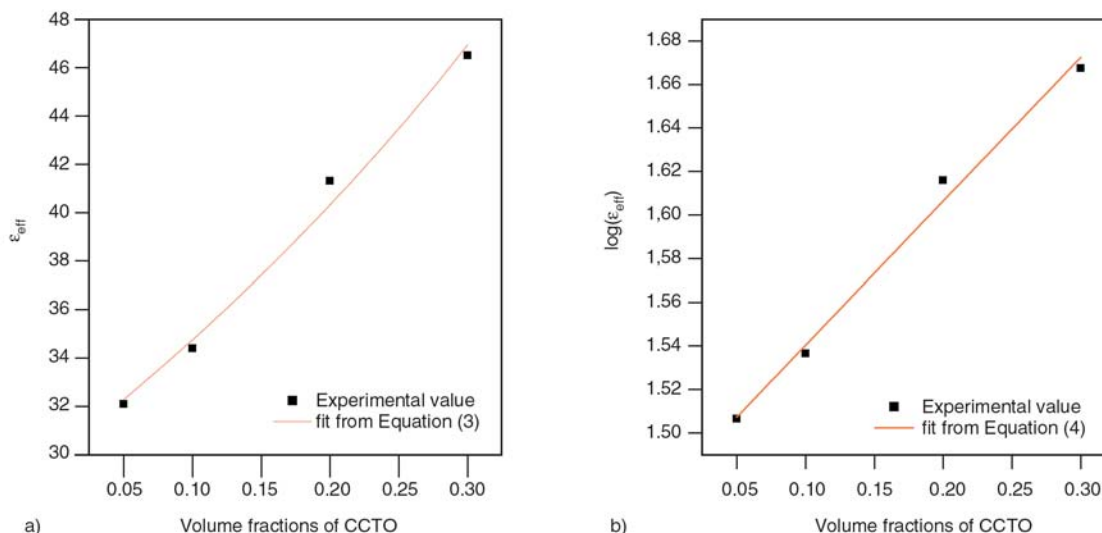 48
46
44
42
40
38
36
34
32
30
εeff
Experimental value
fit from Equation (3)
0.05 0.10 0.15 0.20 0.25 0.30
a) Volume fractions of CCTO
1.68
1.66
1.64
1.62
1,60
1,58
1.56
1.54
1.52
1.50
log(εeff)
Experimental value
fit from Equation (4)
0.05 0.10 0.15 0.20 0.25 0.30
b) Volume fractions of CCTO